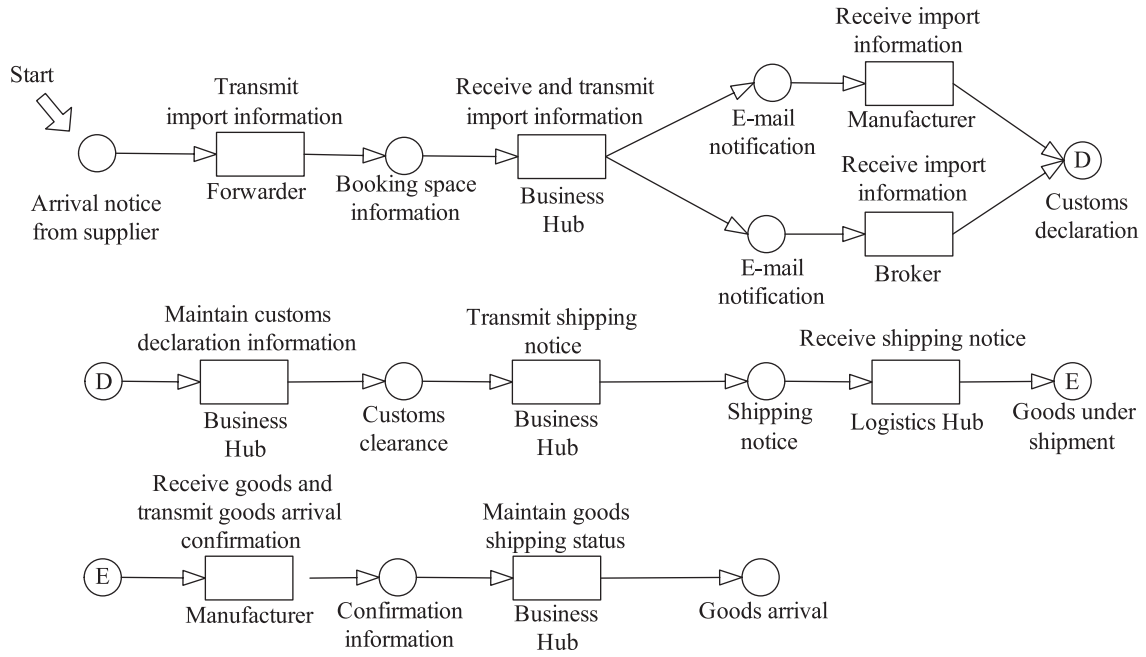 Start
Transmit
import information
Forwarder
Arrival notice
from supplier
Booking space
information
Receive and transmit
import information
Business
Hub
E-mail
notification
Receive import
information
Manufacturer
E-mail
notification
Receive import
information
Broker
D
Customs
declaration
D
Maintain customs
declaration information
Business
Hub
Customs
clearance
Transmit shipping
notice
Business
Hub
Shipping
notice
Receive shipping notice
Logistics Hub
E
Goods under
shipment
E
Receive goods and
transmit goods arrival
confirmation
Manufacturer
Confirmation
information
Maintain goods
shipping status
Business
Hub
Goods arrival